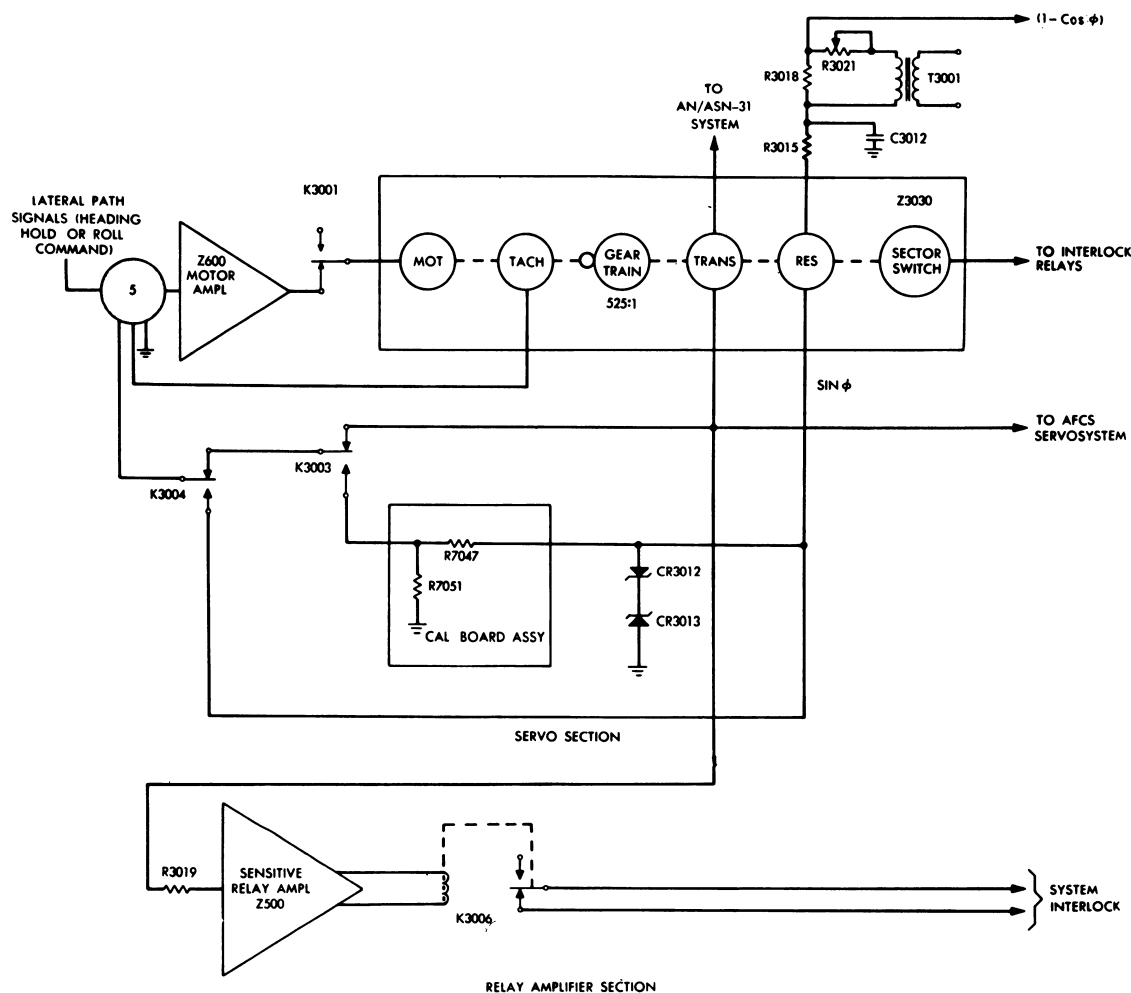 (1- Cos ϕ)
R3021
R3018
T3001
TO
AN/ASN-31
SYSTEM
C3012
R3015
K3001
LATERAL PATH
SIGNALS (HEADING
HOLD OR ROLL
COMMAND)
Z3030
Z600
MOTOR
AMPL
5
MOT
TACH
GEAR
TRAIN
TRANS
RES
SECTOR
SWITCH
TO INTERLOCK
RELAYS
525:1
SIN ϕ
TO AFCS
SERVOSYSTEM
K3003
K3004
R7047
R7051
CR3012
CR3013
CAL BOARD ASSY
SERVO SECTION
R3019
SENSITIVE
RELAY AMPL
Z500
K3006
SYSTEM
INTERLOCK
RELAY AMPLIFIER SECTION